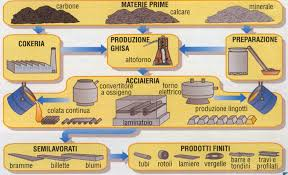 MATERIE PRIME
carbone
calcare
minerale
COKERIA
PRODUZIONE
GHISA
altoforno
PREPARAZIONE
ACCIAIERIA
convertitore
a ossigeno
forno
elettrico
colata continua
laminatoio
produzione lingotti
SEMILAVORATI
bramme
billette
blumi
PRODOTTI FINITI
tubi
rotoli
lamiere
vergelle
barre e
tondini
travi e
profilati